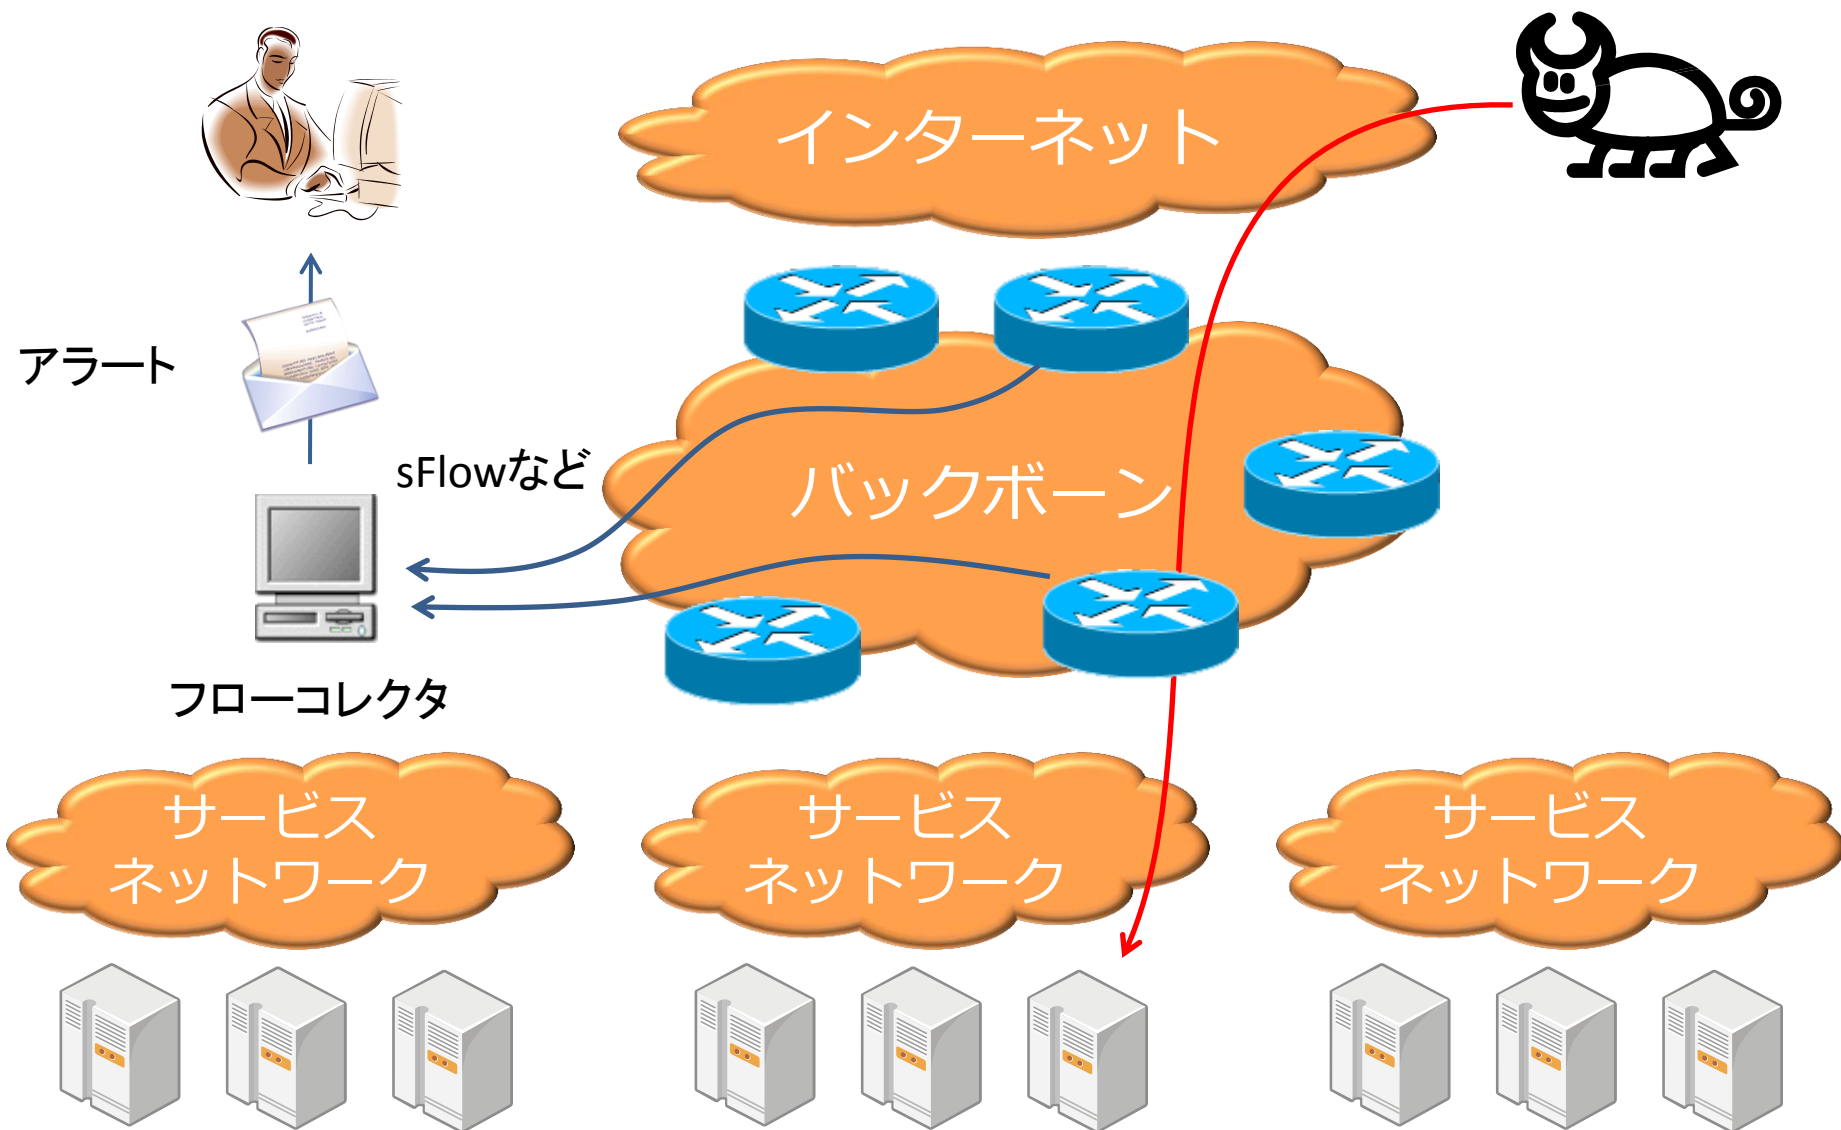 インターネット
アラート
sFlowなど
バックボーン
フローコレクタ
サービス
ネットワーク
サービス
ネットワーク
サービス
ネットワーク